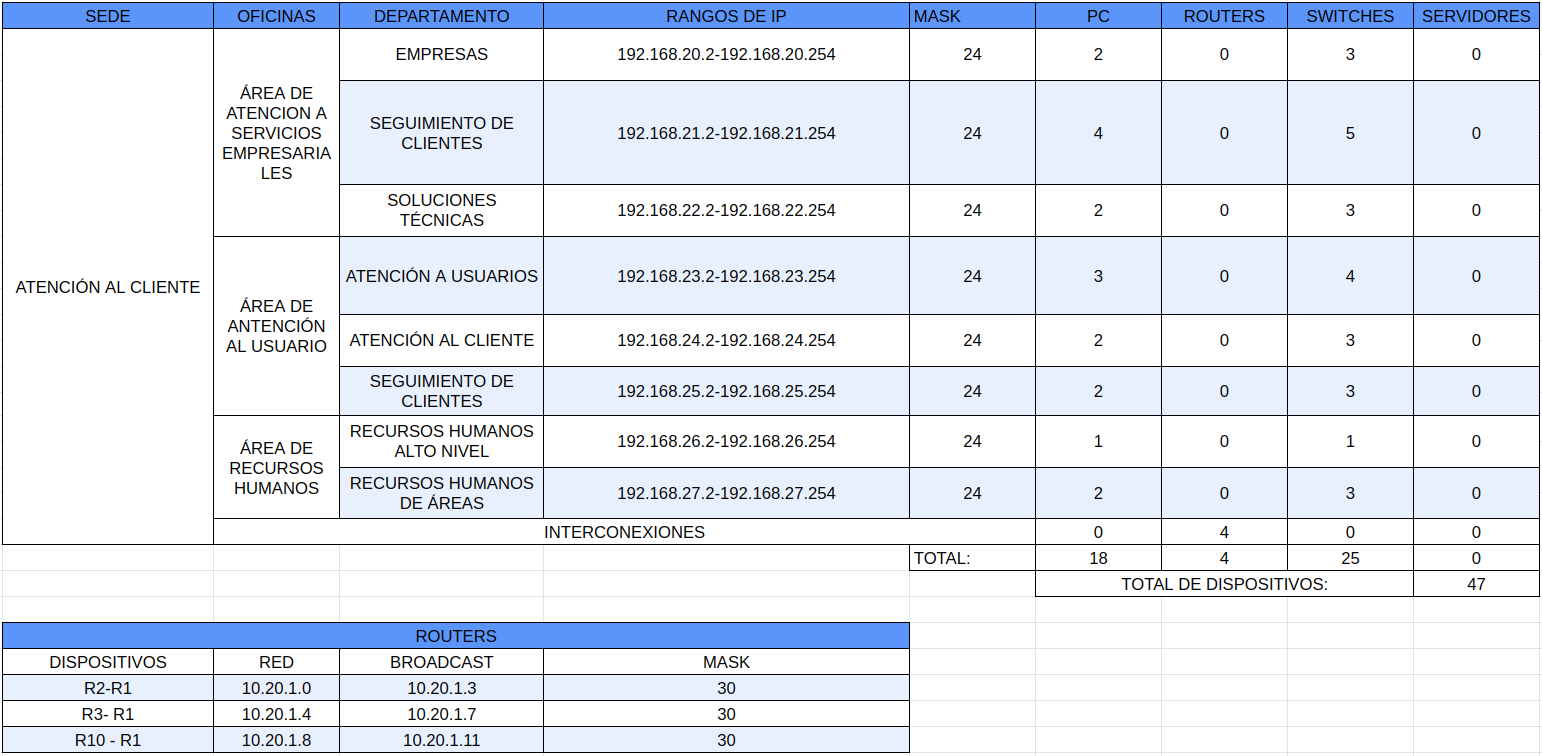 SEDE OFICINAS DEPARTAMENTO RANGOS DE IP MASK PC ROUTERS SWITCHES SERVIDORES
ATENCIÓN AL CLIENTE
ÁREA DE
ATENCION A
SERVICIOS
EMPRESARIA
LES
EMPRESAS 192.168.20.2-192.168.20.254 24 2 0 3 0
SEGUIMIENTO DE
CLIENTES
192.168.21.2-192.168.21.254 24 4 0 5 0
SOLUCIONES
TÉCNICAS
192.168.22.2-192.168.22.254 24 2 0 3 0
ÁREA DE
ANTENCIÓN
AL USUARIO
ATENCIÓN A USUARIOS 192.168.23.2-192.168.23.254 24 3 0 4 0
ATENCIÓN AL CLIENTE 192.168.24.2-192.168.24.254 24 2 0 3 0
SEGUIMIENTO DE
CLIENTES
192.168.25.2-192.168.25.254 24 2 0 3 0
ÁREA DE
RECURSOS
HUMANOS
RECURSOS HUMANOS
ALTO NIVEL
192.168.26.2-192.168.26.254 24 1 0 1 0
RECURSOS HUMANOS
DE ÁREAS
192.168.27.2-192.168.27.254 24 2 0 3 0
INTERCONEXIONES 0 4 0 0
TOTAL: 18 4 25 0
TOTAL DE DISPOSITIVOS: 47
ROUTERS
DISPOSITIVOS RED BROADCAST MASK
R2-R1 10.20.1.0 10.20.1.3 30
R3- R1 10.20.1.4 10.20.1.7 30
R10 - R1 10.20.1.8 10.20.1.11 30